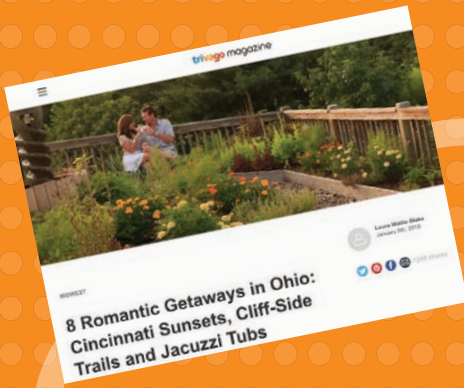 trivago magazine
MIDWEST
8 Romantic Getaways in Ohio:
Cincinnati Sunsets, Cliff-Side
Trails and Jacuzzi Tubs